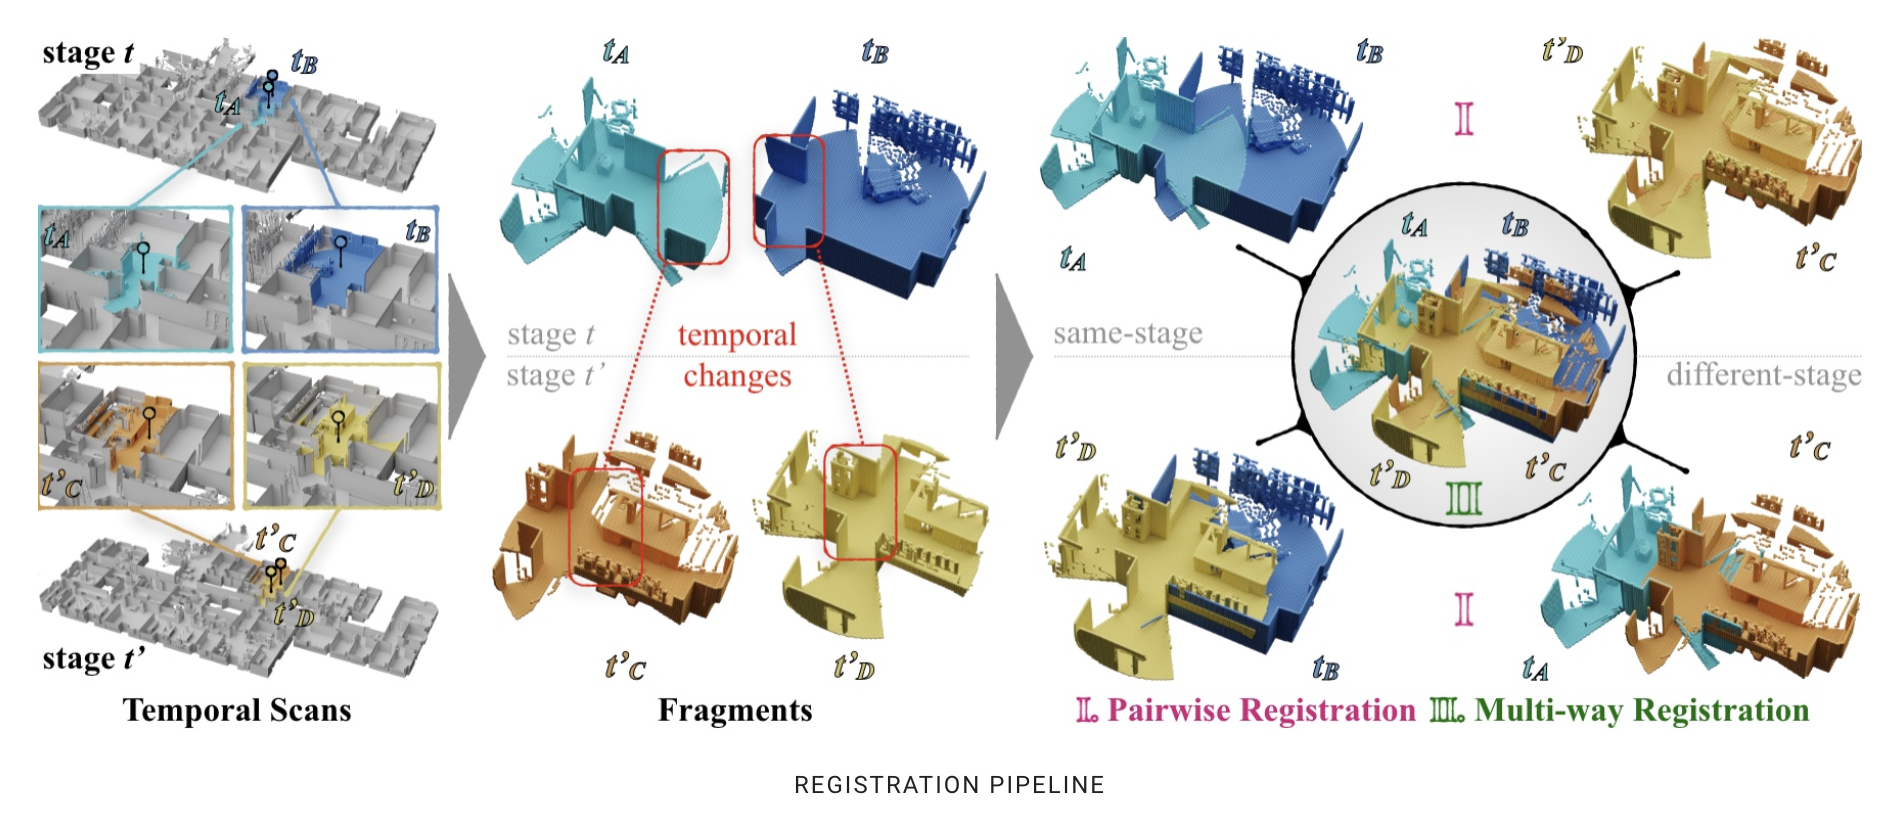 stage t
t_B
t_A
t_A
t_B
t'_C
t'_D
t'_C
t'_D
stage t'
Temporal Scans
t_A
t_B
stage t
stage t'
temporal
changes
t'_C
t'_D
Fragments
t_B
t'_D
t_A
t'_C
I
same-stage
different-stage
t_A
t_B
t'_D
t'_C
II
t'_D
t'_C
I
t_B
t_A
I. Pairwise Registration
II. Multi-way Registration
REGISTRATION PIPELINE